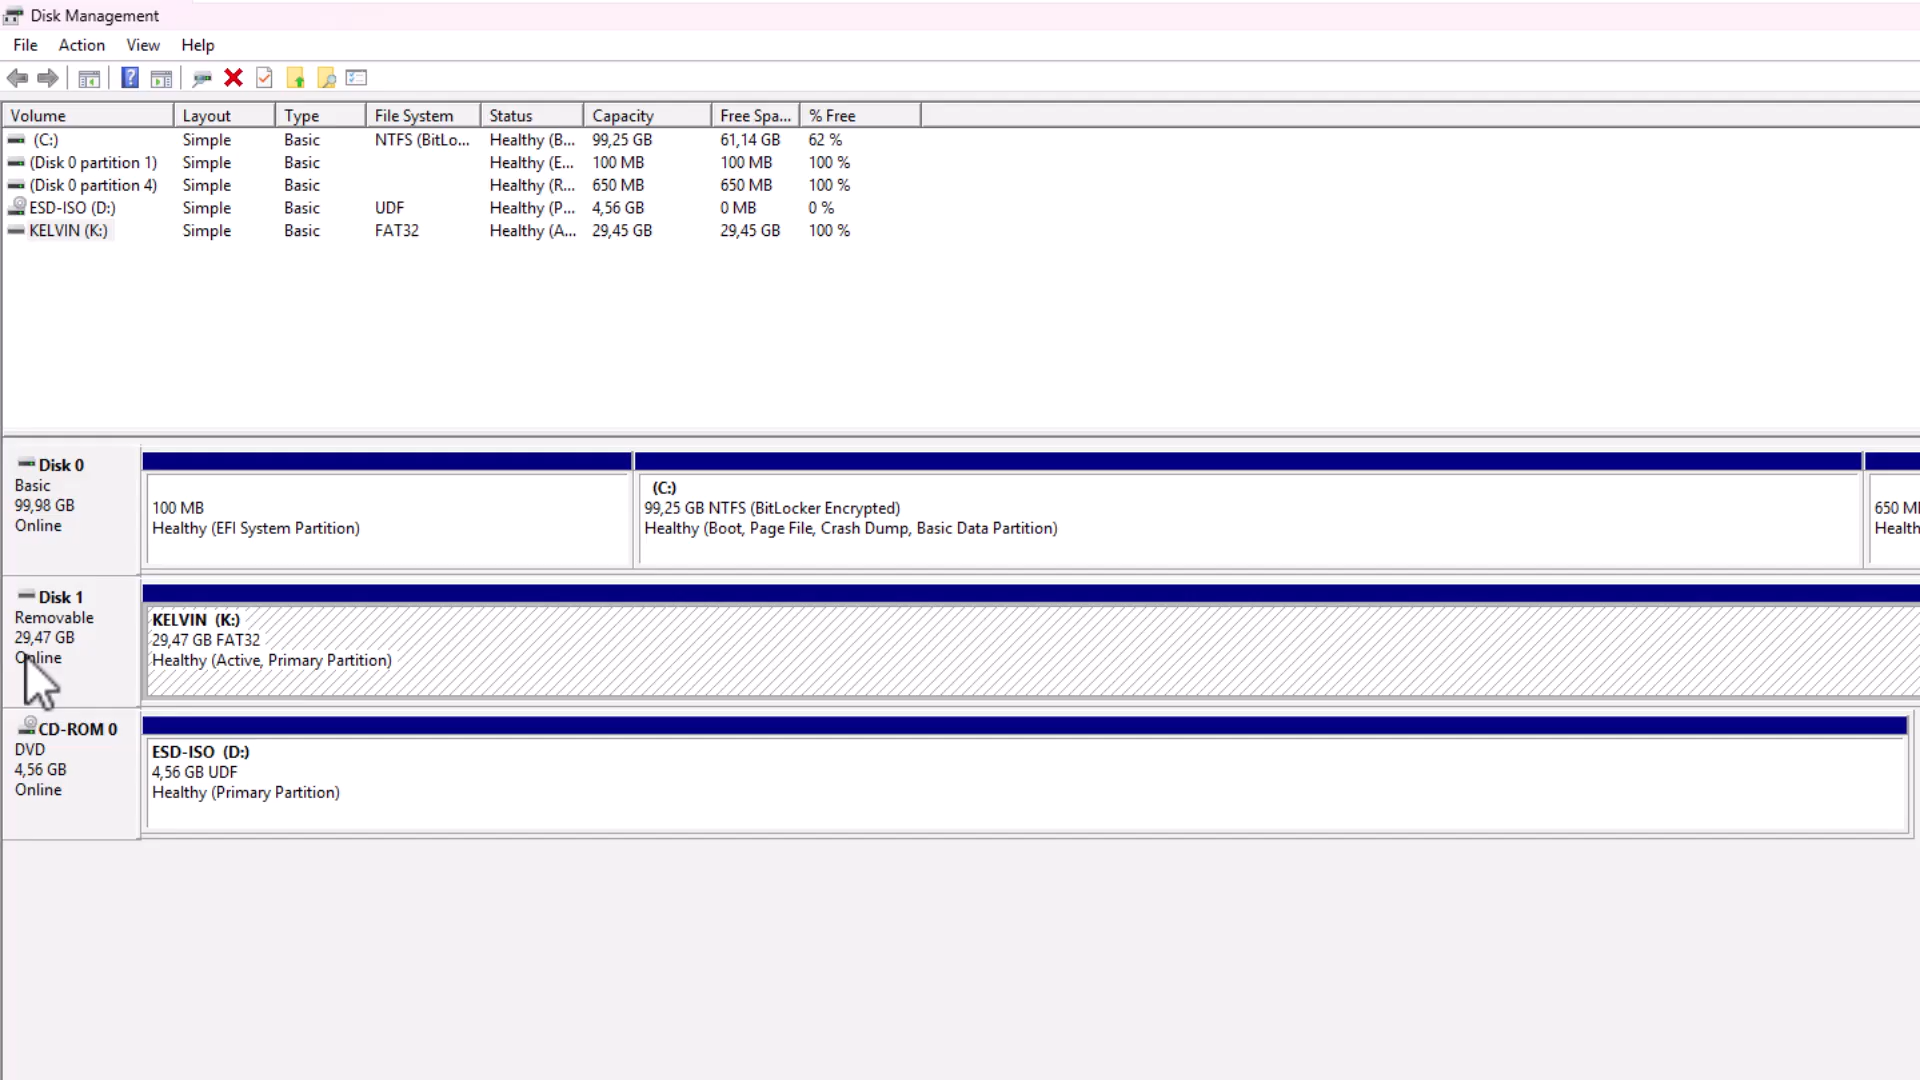 Disk Management
File Action View Help
Volume Layout Type File System Status Capacity Free Spa... % Free
(C:) Simple Basic NTFS (BitLo... Healthy (B... 99,25 GB 61,14 GB 62 %
(Disk 0 partition 1) Simple Basic Healthy (E... 100 MB 100 MB 100 %
(Disk 0 partition 4) Simple Basic Healthy (R... 650 MB 650 MB 100 %
ESD-ISO (D:) Simple Basic UDF Healthy (P... 4,56 GB 0 MB 0 %
KELVIN (K:) Simple Basic FAT32 Healthy (A... 29,45 GB 29,45 GB 100 %
Disk 0
Basic
99,98 GB
Online
100 MB
Healthy (EFI System Partition)
(C:)
99,25 GB NTFS (BitLocker Encrypted)
Healthy (Boot, Page File, Crash Dump, Basic Data Partition)
650 M
Health
Disk 1
Removable
29,47 GB
Online
KELVIN (K:)
29,47 GB FAT32
Healthy (Active, Primary Partition)
CD-ROM 0
DVD
4,56 GB
Online
ESD-ISO (D:)
4,56 GB UDF
Healthy (Primary Partition)